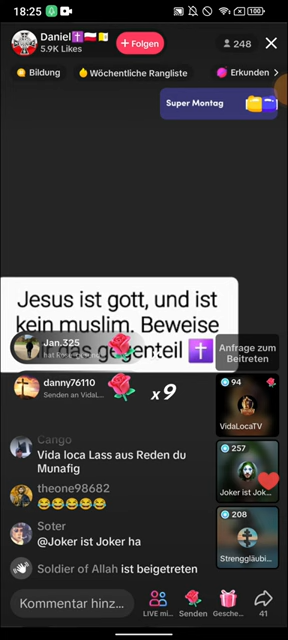 18:25
Daniel✝️🇵🇱🇻🇦
5.9K Likes
+ Folgen
248
Bildung
Wöchentliche Rangliste
Erkunden
Super Montag
Jesus ist gott, und ist
kein muslim. Beweise
das gegenteil ✝️
Jan.325
hat
Anfrage zum
Beitreten
danny76110
Senden an VidaL...
x9
94
VidaLocaTV
257
Joker ist Jok...
208
Strenggläubi...
Cango
Vida loca Lass aus Reden du
Munafig
theone98682
😂😂😂😂😂
Soter
@Joker ist Joker ha
Soldier of Allah ist beigetreten
Kommentar hinz...
LIVE mi...
Senden
Gesche...
41